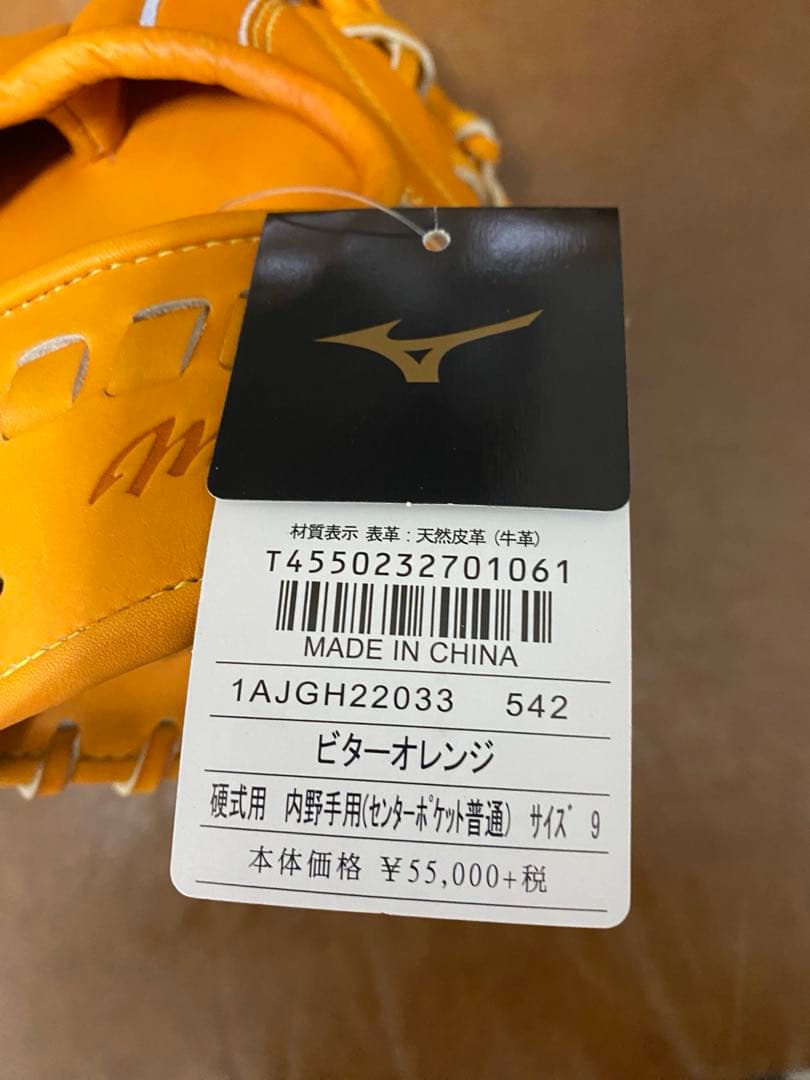 材質表示 表革：天然皮革（牛革）
T4550232701061
MADE IN CHINA
1AJGH22033 542
ビターオレンジ
硬式用 内野手用(ｾﾝﾀｰﾎﾟｹｯﾄ普通) ｻｲｽﾞ 9
本体価格 ¥55,000+税